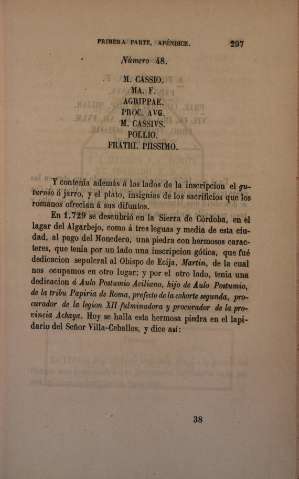 PRIMERA PARTE, APÉNDICE. 297
Número 48.
M. CASSIO.
MA. F.
AGRIPPAE.
PROC. AVG.
M. CASSIVS.
POLLIO.
FRATRI. PIISSIMO.
Y contenía además á los lados de la inscripcion el gu-
turnio ó jarro, y el plato, insignias de los sacrificios que los
romanos ofrecian á sus difuntos.
En 1,729 se descubrió en la Sierra de Córdoba, en el
lagar del Algarbejo, como á tres leguas y media de esta ciu-
dad, al pago del Monedero, una piedra con hermosos carac-
teres, que tenía por un lado una inscripcion gótica, que fué
dedicacion sepulcral al Obispo de Ecija, Martin, de la cual
nos ocupamos en otro lugar; y por el otro lado, tenia una
dedicacion á Aulo Postumio Aciliano, hijo de Aulo Postumio,
de la tribu Papiria de Roma, prefecto de la cohorte segunda, pro-
curador de la legion XII fulminadora y procurador de la pro-
vincia Achaya. Hoy se halla esta hermosa piedra en el lapi-
dario del Señor Villa-Ceballos, y dice así:
38